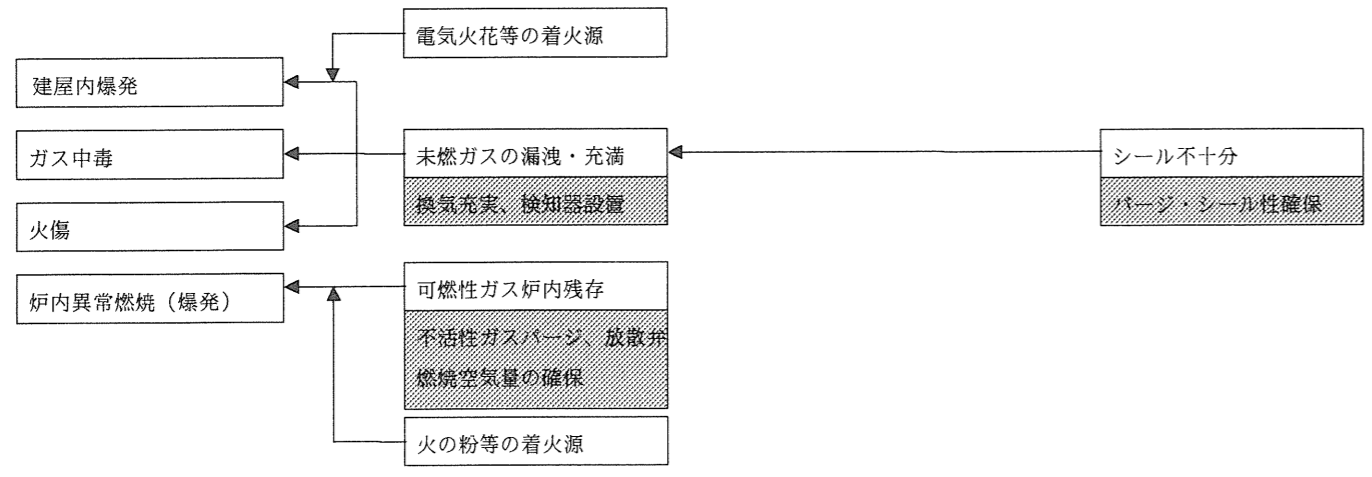 電気火花等の着火源
建屋内爆発
ガス中毒
未燃ガスの漏洩・充満
シール不十分
換気充実、検知器設置
パージ・シール性確保
火傷
炉内異常燃焼（爆発）
可燃性ガス炉内残存
不活性ガスパージ、放散弁
燃焼空気量の確保
火の粉等の着火源